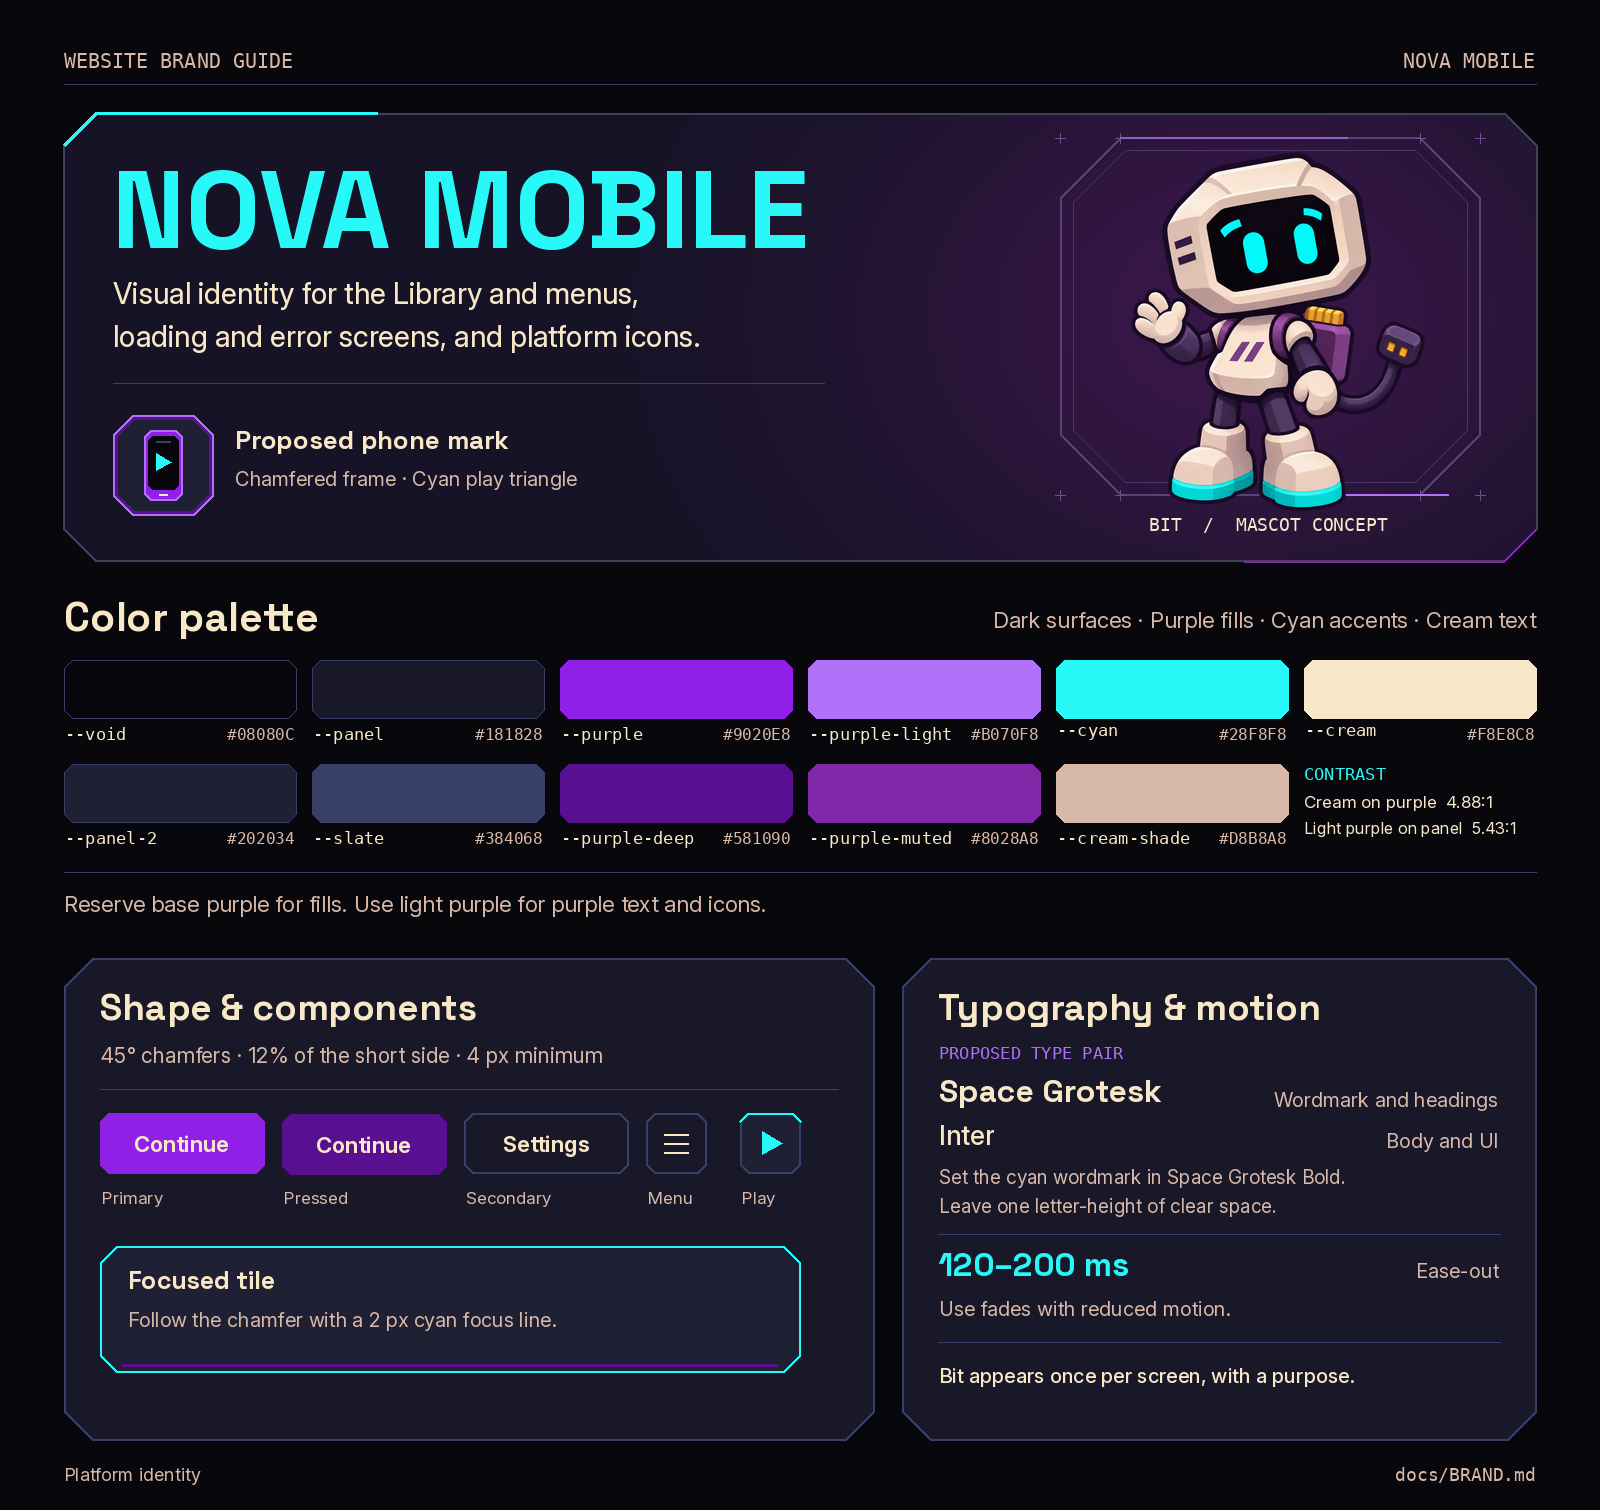 WEBSITE BRAND GUIDE
NOVA MOBILE
NOVA MOBILE
Visual identity for the Library and menus,
loading and error screens, and platform icons.
Proposed phone mark
Chamfered frame · Cyan play triangle
BIT / MASCOT CONCEPT
Color palette
Dark surfaces · Purple fills · Cyan accents · Cream text
--void #08080C
--panel #181828
--purple #9020E8
--purple-light #B070F8
--cyan #28F8F8
--cream #F8E8C8
--panel-2 #202034
--slate #384068
--purple-deep #581090
--purple-muted #8028A8
--cream-shade #D8B8A8
CONTRAST
Cream on purple 4.88:1
Light purple on panel 5.43:1
Reserve base purple for fills. Use light purple for purple text and icons.
Shape & components
45° chamfers · 12% of the short side · 4 px minimum
Continue
Continue
Settings
Primary
Pressed
Secondary
Menu
Play
Focused tile
Follow the chamfer with a 2 px cyan focus line.
Typography & motion
PROPOSED TYPE PAIR
Space Grotesk
Wordmark and headings
Inter
Body and UI
Set the cyan wordmark in Space Grotesk Bold.
Leave one letter-height of clear space.
120–200 ms
Ease-out
Use fades with reduced motion.
Bit appears once per screen, with a purpose.
Platform identity
docs/BRAND.md